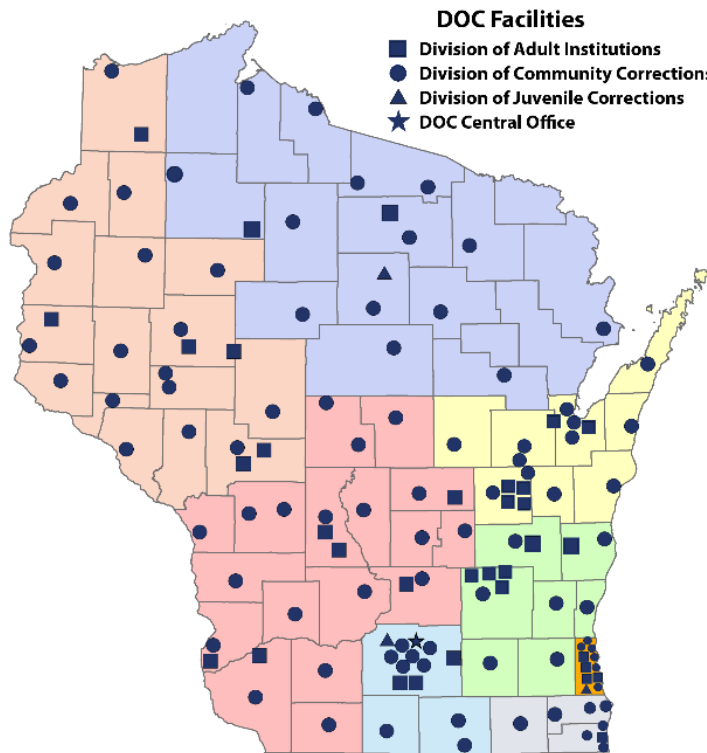 DOC Facilities
Division of Adult Institutions
Division of Community Corrections
Division of Juvenile Corrections
DOC Central Office